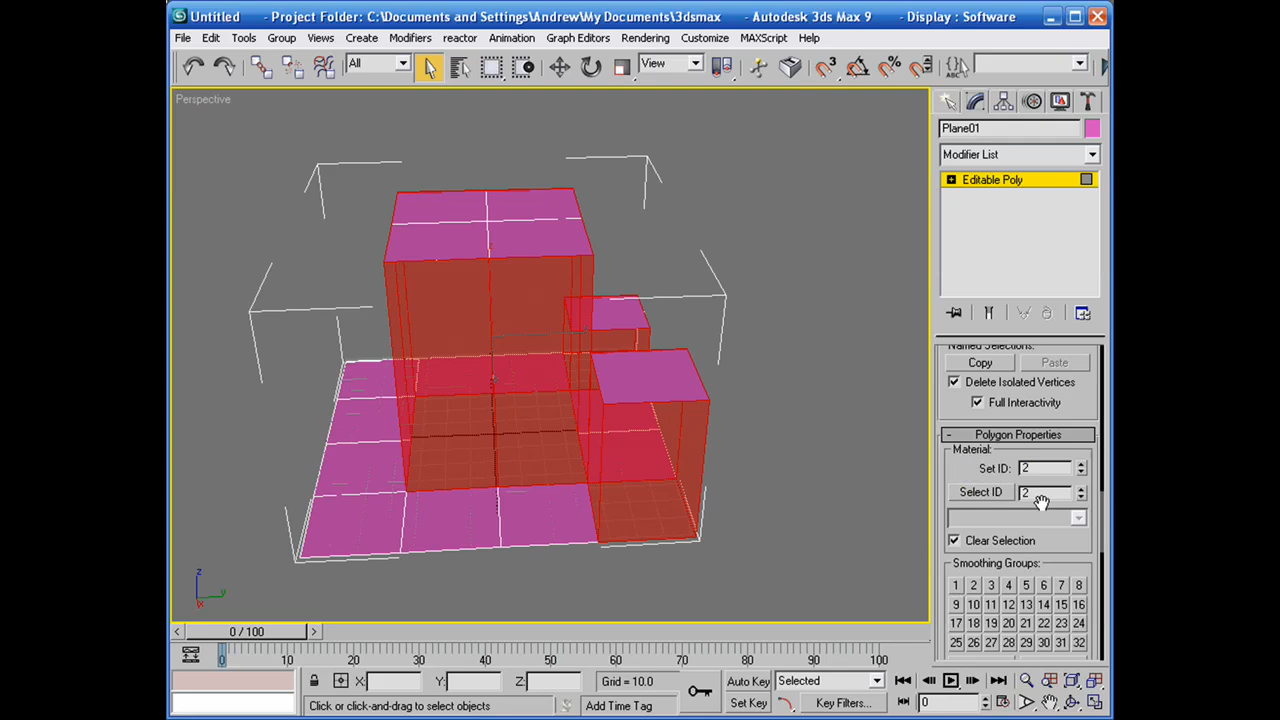 Untitled - Project Folder: C:\Documents and Settings\Andrew\My Documents\3dsmax - Autodesk 3ds Max 9 - Display : Software
File Edit Tools Group Views Create Modifiers reactor Animation Graph Editors Rendering Customize MAXScript Help
All View
Perspective
Plane01
Modifier List
Editable Poly
Named Selections:
Copy Paste
Delete Isolated Vertices
Full Interactivity
- Polygon Properties
Material:
Set ID: 2
Select ID 2
Clear Selection
Smoothing Groups:
1 2 3 4 5 6 7 8
9 10 11 12 13 14 15 16
17 18 19 20 21 22 23 24
25 26 27 28 29 30 31 32
z
y
x
< 0 / 100 >
0 10 20 30 40 50 60 70 80 90 100
X: Y: Z: Grid = 10.0 Auto Key Selected
Click or click-and-drag to select objects Add Time Tag Set Key Key Filters... 0